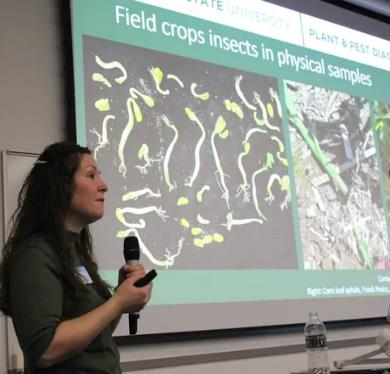 STATE UNIVERSITY
PLANT & PEST DIAG
Field crops insects in physical samples
Right: Corn leaf aphids, Frank Peairs,